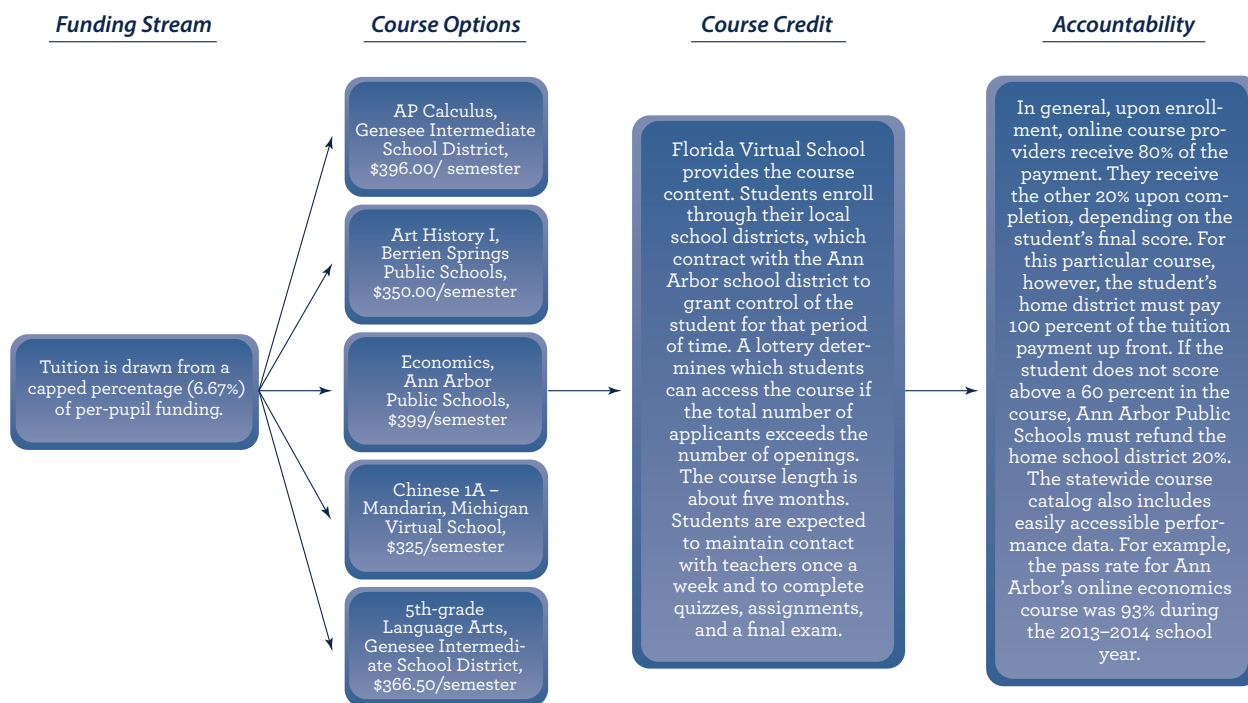 Funding Stream
Course Options
Course Credit
Accountability
Tuition is drawn from a
capped percentage (6.67%)
of per-pupil funding.
AP Calculus,
Genesee Intermediate
School District,
$396.00/ semester
Art History I,
Berrien Springs
Public Schools,
$350.00/semester
Economics,
Ann Arbor
Public Schools,
$399/semester
Chinese 1A –
Mandarin, Michigan
Virtual School,
$325/semester
5th-grade
Language Arts,
Genesee Intermedi-
ate School District,
$366.50/semester
Florida Virtual School
provides the course
content. Students enroll
through their local
school districts, which
contract with the Ann
Arbor school district to
grant control of the
student for that period
of time. A lottery deter-
mines which students
can access the course if
the total number of
applicants exceeds the
number of openings.
The course length is
about five months.
Students are expected
to maintain contact
with teachers once a
week and to complete
quizzes, assignments,
and a final exam.
In general, upon enroll-
ment, online course pro-
viders receive 80% of the
payment. They receive
the other 20% upon com-
pletion, depending on the
student’s final score. For
this particular course,
however, the student’s
home district must pay
100 percent of the tuition
payment up front. If the
student does not score
above a 60 percent in the
course, Ann Arbor Public
Schools must refund the
home school district 20%.
The statewide course
catalog also includes
easily accessible perfor-
mance data. For example,
the pass rate for Ann
Arbor’s online economics
course was 93% during
the 2013–2014 school
year.